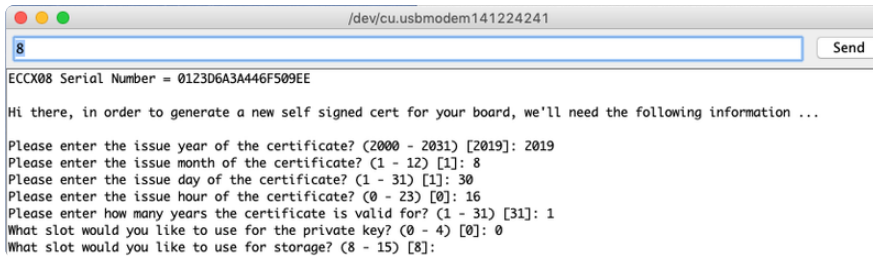 /dev/cu.usbmodem141224241
8 Send
ECCX08 Serial Number = 0123D6A3A446F509EE
Hi there, in order to generate a new self signed cert for your board, we'll need the following information ...
Please enter the issue year of the certificate? (2000 - 2031) [2019]: 2019
Please enter the issue month of the certificate? (1 - 12) [1]: 8
Please enter the issue day of the certificate? (1 - 31) [1]: 30
Please enter the issue hour of the certificate? (0 - 23) [0]: 16
Please enter how many years the certificate is valid for? (1 - 31) [31]: 1
What slot would you like to use for the private key? (0 - 4) [0]: 0
What slot would you like to use for storage? (8 - 15) [8]: